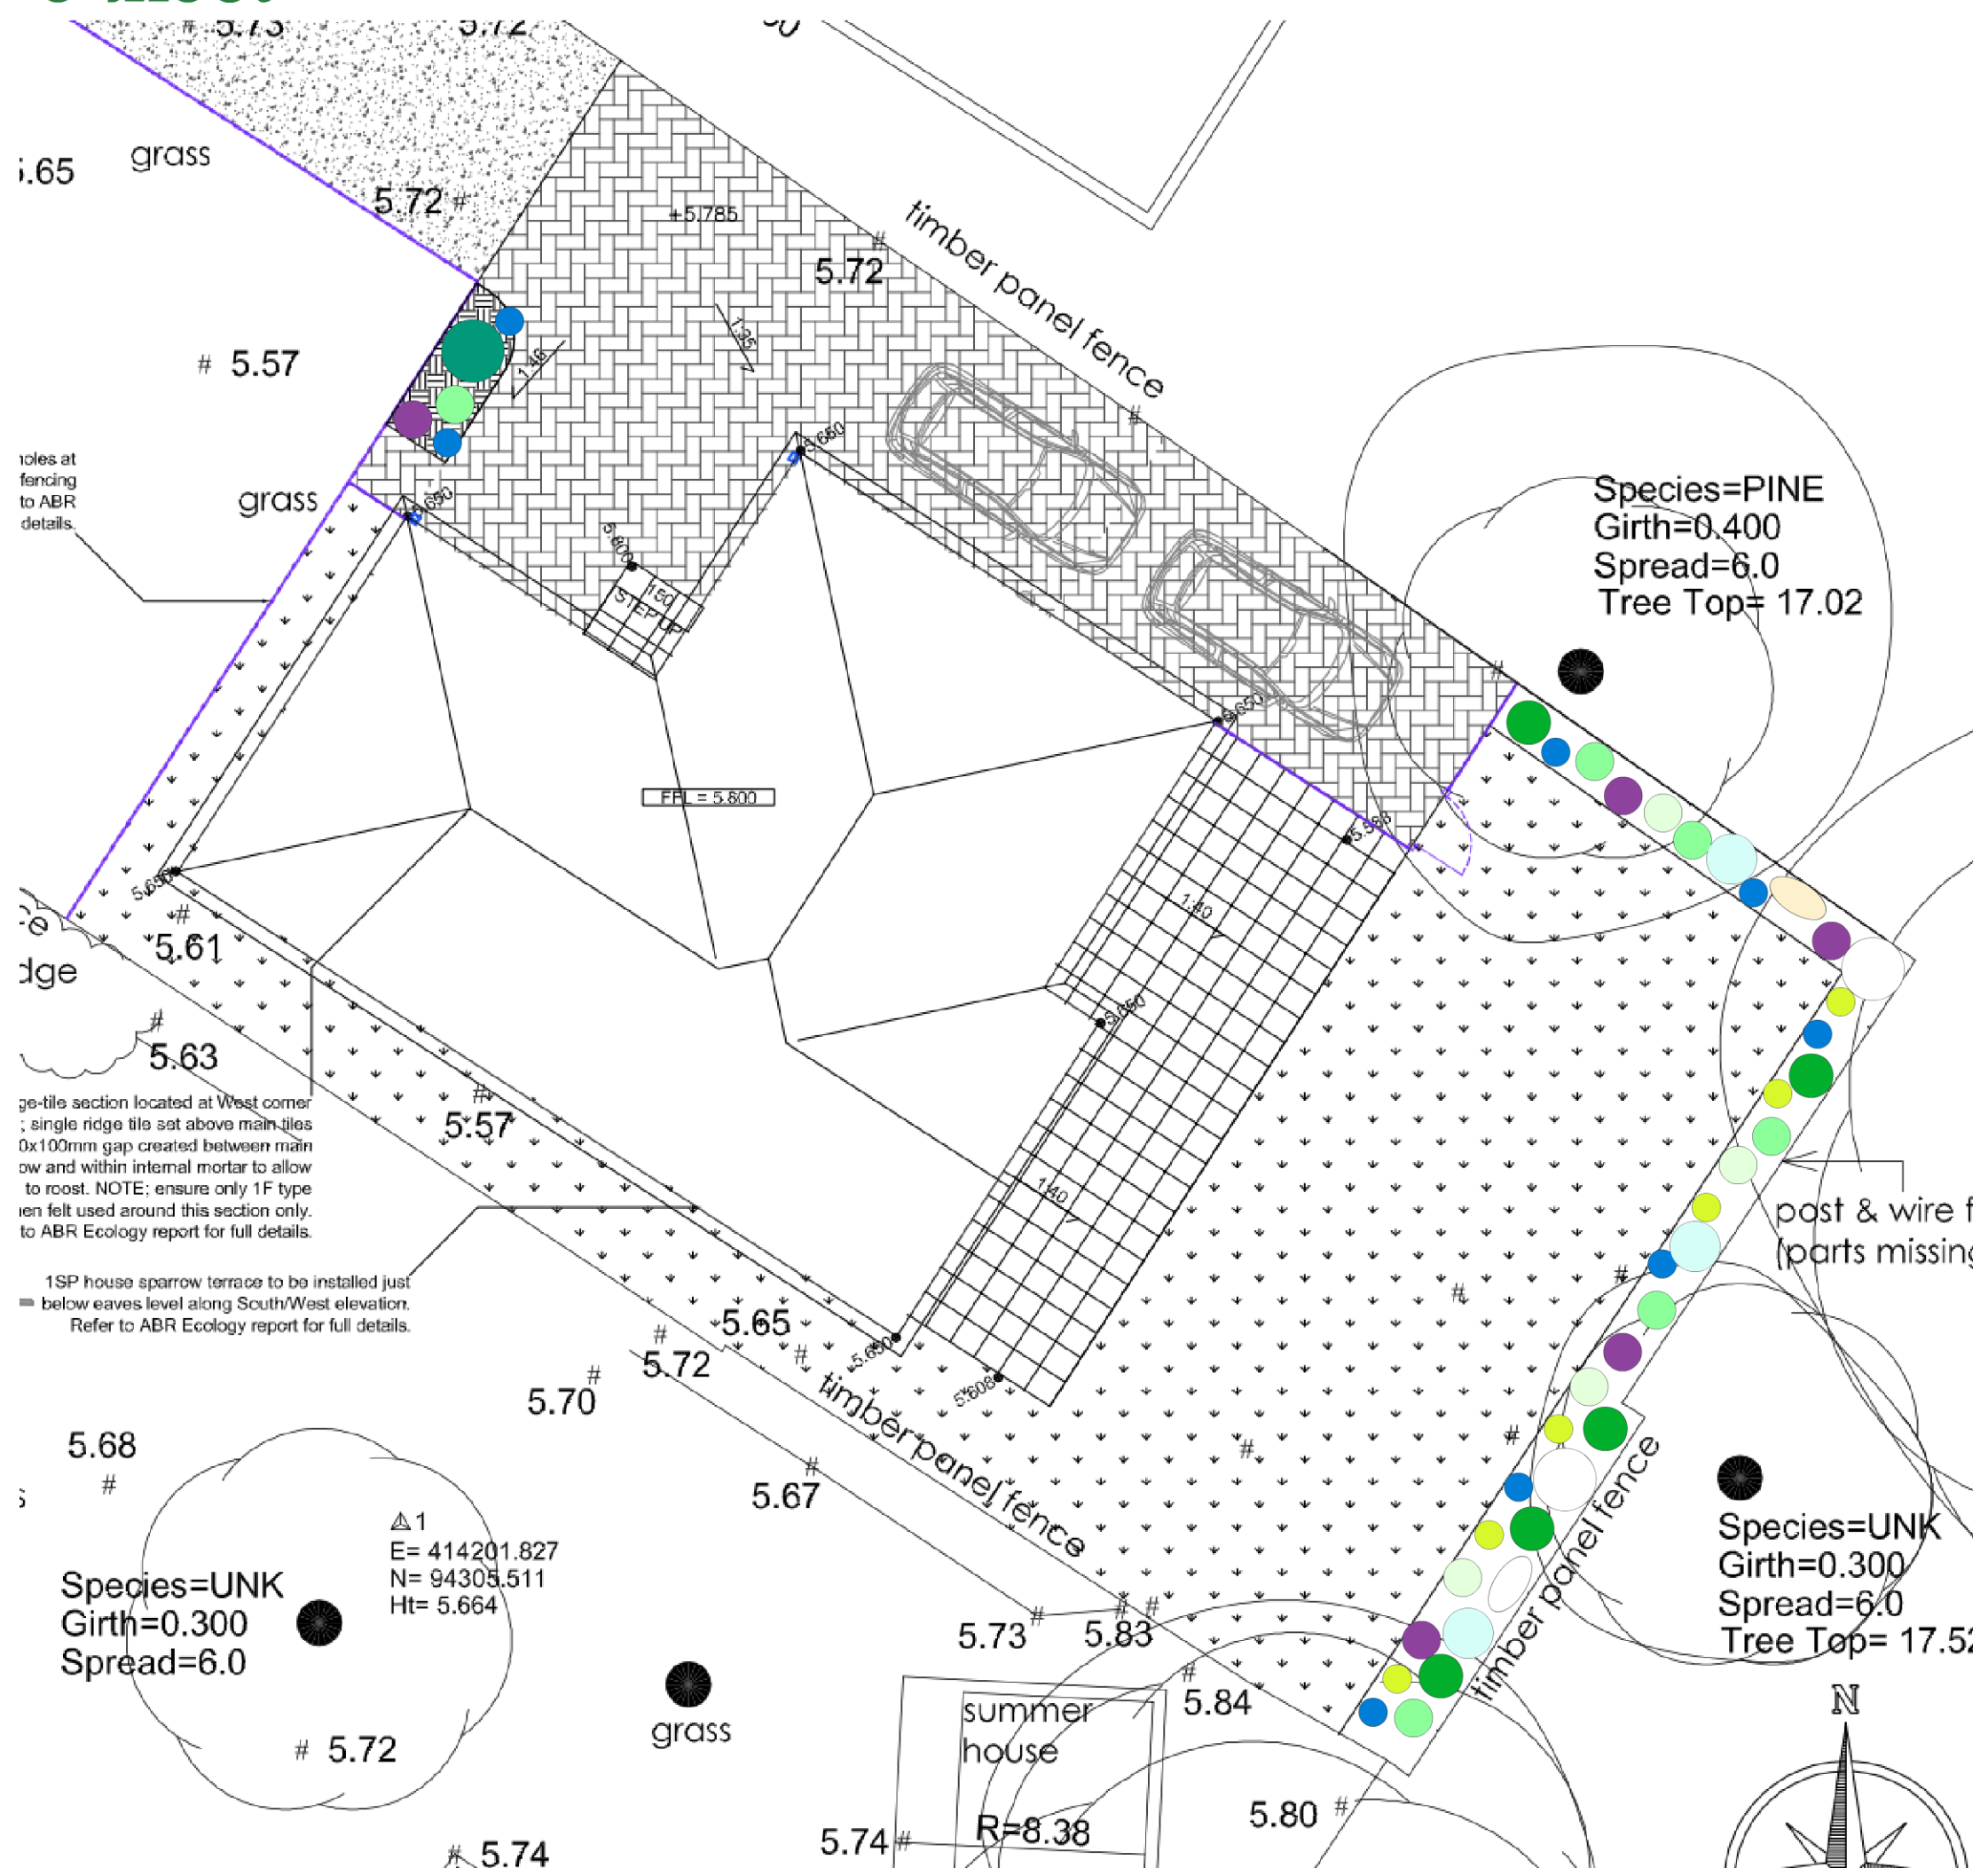 5.73
5.72
grass
5.72
+5.785
timber panel fence
5.72
1:35
1:46
5.57
grass
holes at
fencing
to ABR
details.
5.650
5.800
150
STEP UP
Species=PINE
Girth=0.400
Spread=6.0
Tree Top= 17.02
5.650
FFL = 5.800
1:40
5.650
5.61
5.650
5.63
5.57
ge-tile section located at West corner
; single ridge tile set above main tiles
0x100mm gap created between main
ow and within internal mortar to allow
to roost. NOTE; ensure only 1F type
en felt used around this section only.
to ABR Ecology report for full details.
1:40
post & wire f
(parts missing
1SP house sparrow terrace to be installed just
below eaves level along South/West elevation.
Refer to ABR Ecology report for full details.
5.65
5.72
5.650
5.608
5.70
timber panel fence
5.68
5.67
1
E= 414201.827
N= 94305.511
Ht= 5.664
Species=UNK
Girth=0.300
Spread=6.0
timber panel fence
Species=UNK
Girth=0.300
Spread=6.0
Tree Top= 17.52
5.73
5.83
5.84
grass
summer
house
N
5.72
5.74
R=8.38
5.80
5.74